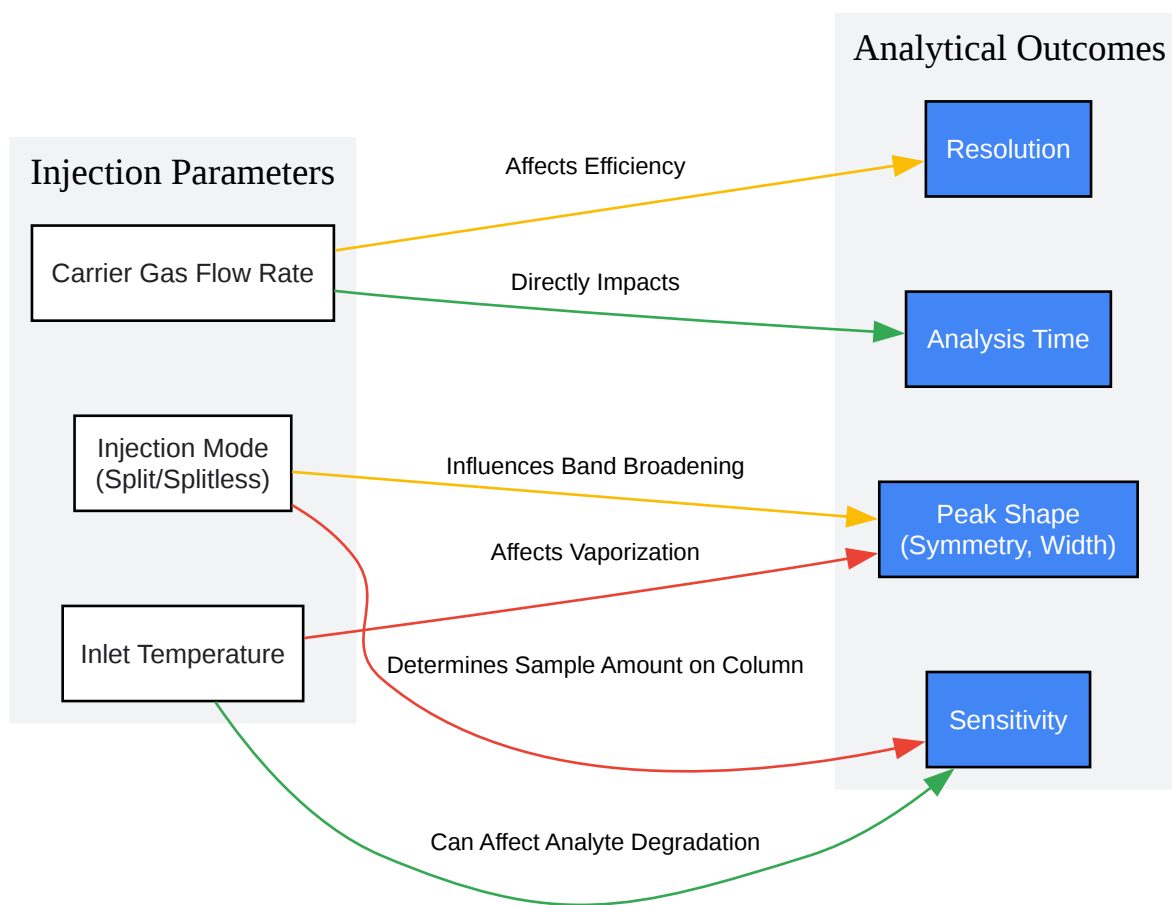 Analytical Outcomes
Resolution
Affects Efficiency
Injection Parameters
Carrier Gas Flow Rate
Directly Impacts
Analysis Time
Injection Mode
(Split/Splitless)
Influences Band Broadening
Peak Shape
(Symmetry, Width)
Affects Vaporization
Inlet Temperature
Determines Sample Amount on Column
Sensitivity
Can Affect Analyte Degradation